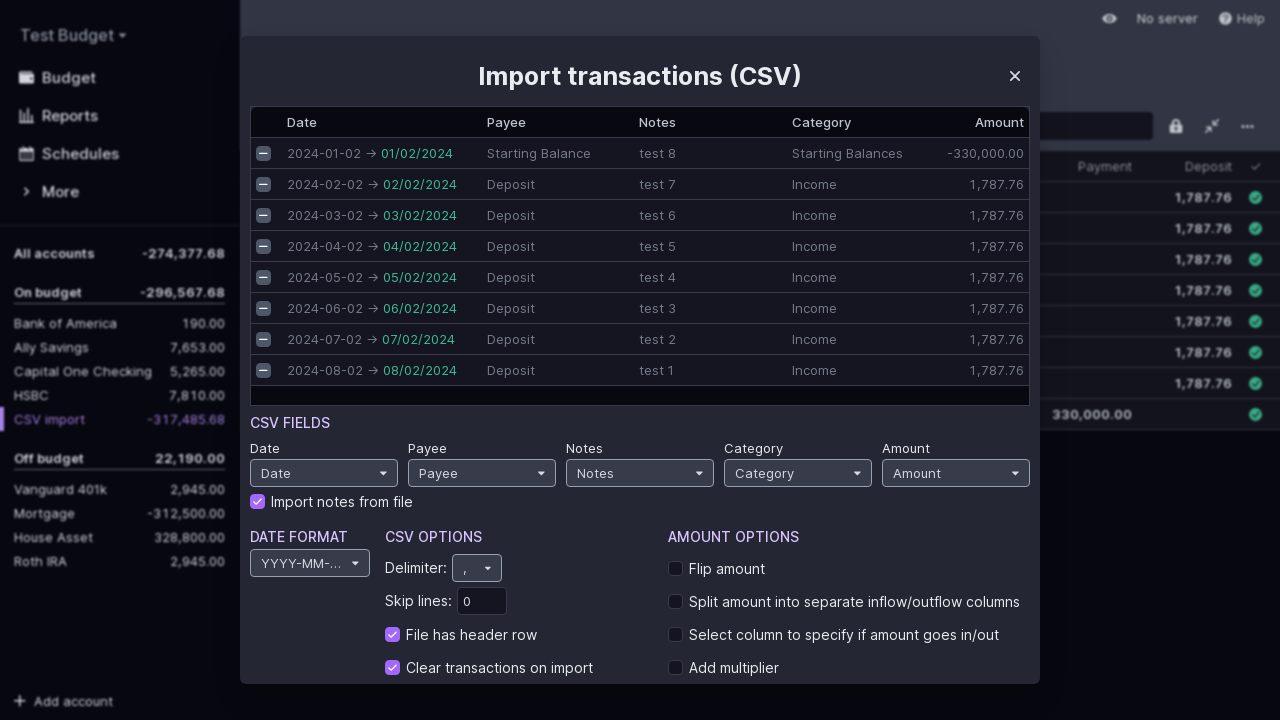 Test Budget
Budget
Reports
Schedules
More
All accounts -274,377.68
On budget -296,567.68
Bank of America 190.00
Ally Savings 7,653.00
Capital One Checking 5,265.00
HSBC 7,810.00
CSV import -317,485.68
Off budget 22,190.00
Vanguard 401k 2,945.00
Mortgage -312,500.00
House Asset 328,800.00
Roth IRA 2,945.00
Add account
No server Help
Payment Deposit
1,787.76
1,787.76
1,787.76
1,787.76
1,787.76
1,787.76
1,787.76
330,000.00
Import transactions (CSV)
Date Payee Notes Category Amount
2024-01-02 → 01/02/2024 Starting Balance test 8 Starting Balances -330,000.00
2024-02-02 → 02/02/2024 Deposit test 7 Income 1,787.76
2024-03-02 → 03/02/2024 Deposit test 6 Income 1,787.76
2024-04-02 → 04/02/2024 Deposit test 5 Income 1,787.76
2024-05-02 → 05/02/2024 Deposit test 4 Income 1,787.76
2024-06-02 → 06/02/2024 Deposit test 3 Income 1,787.76
2024-07-02 → 07/02/2024 Deposit test 2 Income 1,787.76
2024-08-02 → 08/02/2024 Deposit test 1 Income 1,787.76
CSV FIELDS
Date Payee Notes Category Amount
Date Payee Notes Category Amount
Import notes from file
DATE FORMAT
YYYY-MM-...
CSV OPTIONS
Delimiter: ,
Skip lines: 0
File has header row
Clear transactions on import
AMOUNT OPTIONS
Flip amount
Split amount into separate inflow/outflow columns
Select column to specify if amount goes in/out
Add multiplier